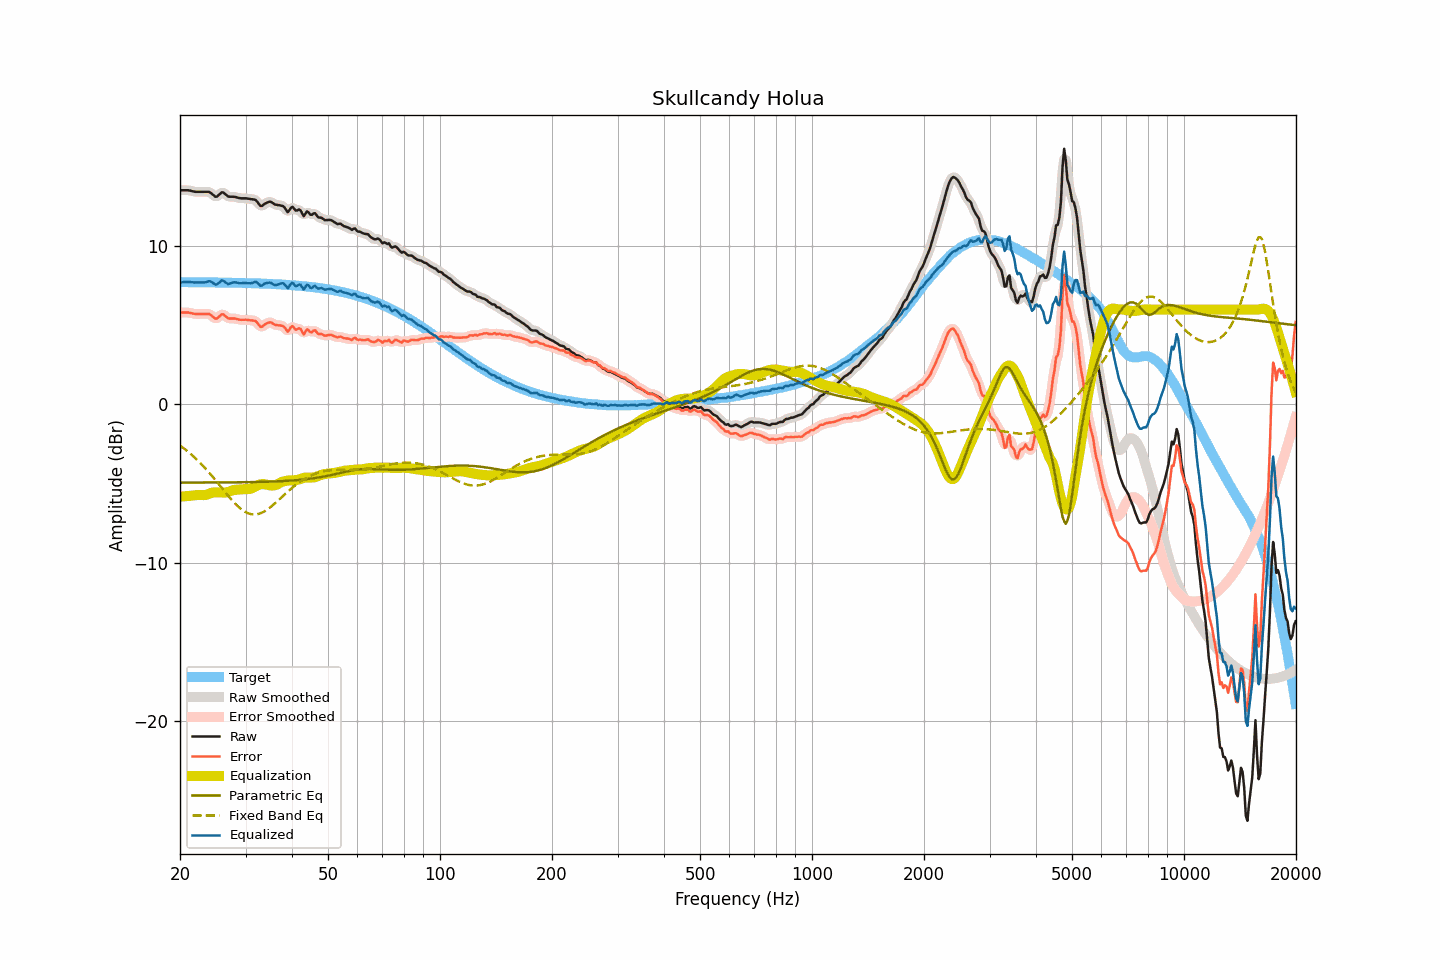 Skullcandy Holua
Amplitude (dBr)
10
0
−10
−20
Target
Raw Smoothed
Error Smoothed
Raw
Error
Equalization
Parametric Eq
Fixed Band Eq
Equalized
20 50 100 200 500 1000 2000 5000 10000 20000
Frequency (Hz)